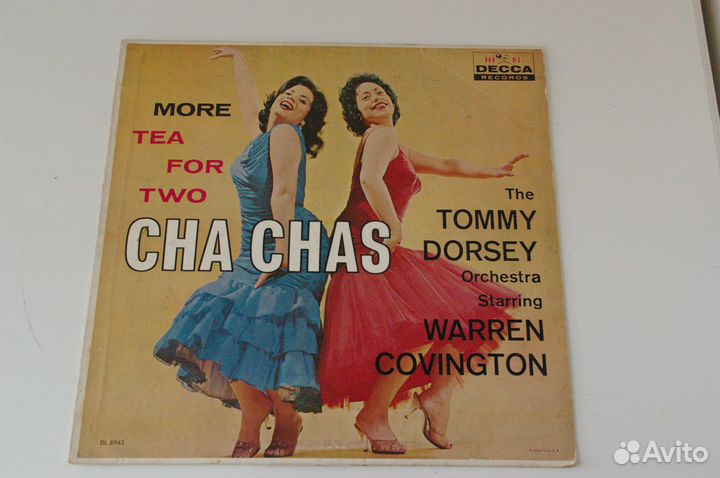 HI FI
DECCA
RECORDS
MORE
TEA
FOR
TWO
CHA CHAS
The
TOMMY
DORSEY
Orchestra
Starring
WARREN
COVINGTON
DL 8943
Avito